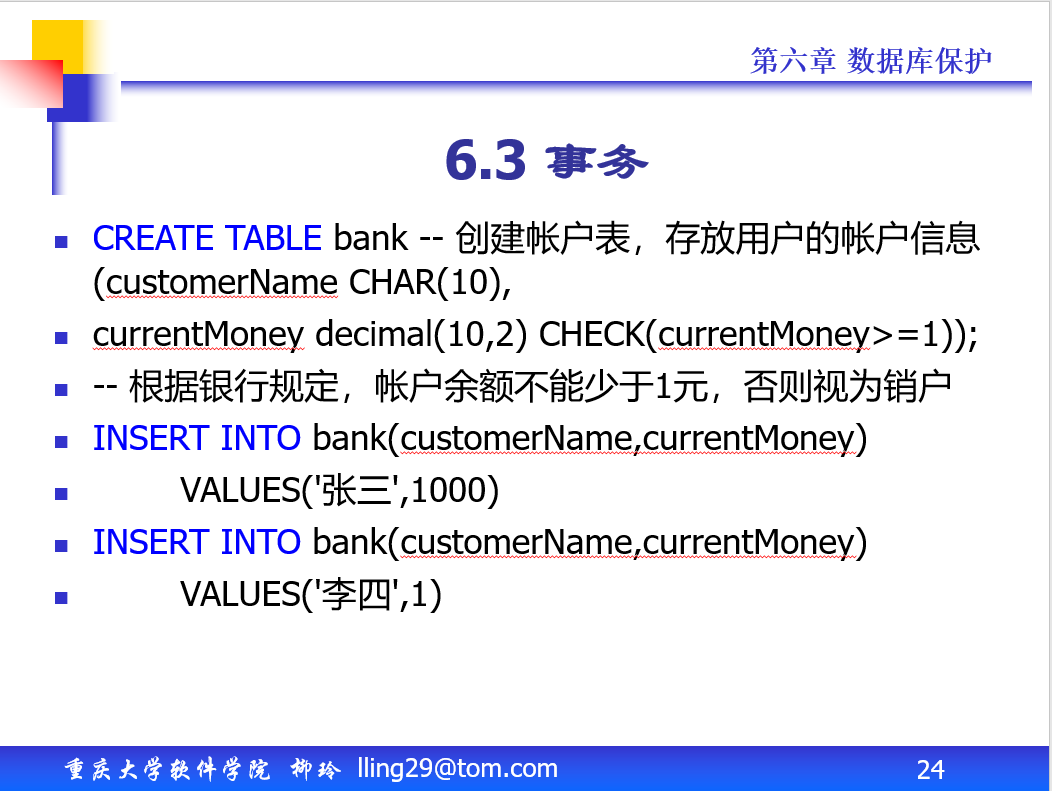 第六章 数据库保护
6.3 事务
CREATE TABLE bank -- 创建帐户表，存放用户的帐户信息
(customerName CHAR(10),
currentMoney decimal(10,2) CHECK(currentMoney>=1));
-- 根据银行规定，帐户余额不能少于1元，否则视为销户
INSERT INTO bank(customerName,currentMoney)
VALUES('张三',1000)
INSERT INTO bank(customerName,currentMoney)
VALUES('李四',1)
重庆大学软件学院 柳玲 lling29@tom.com
24